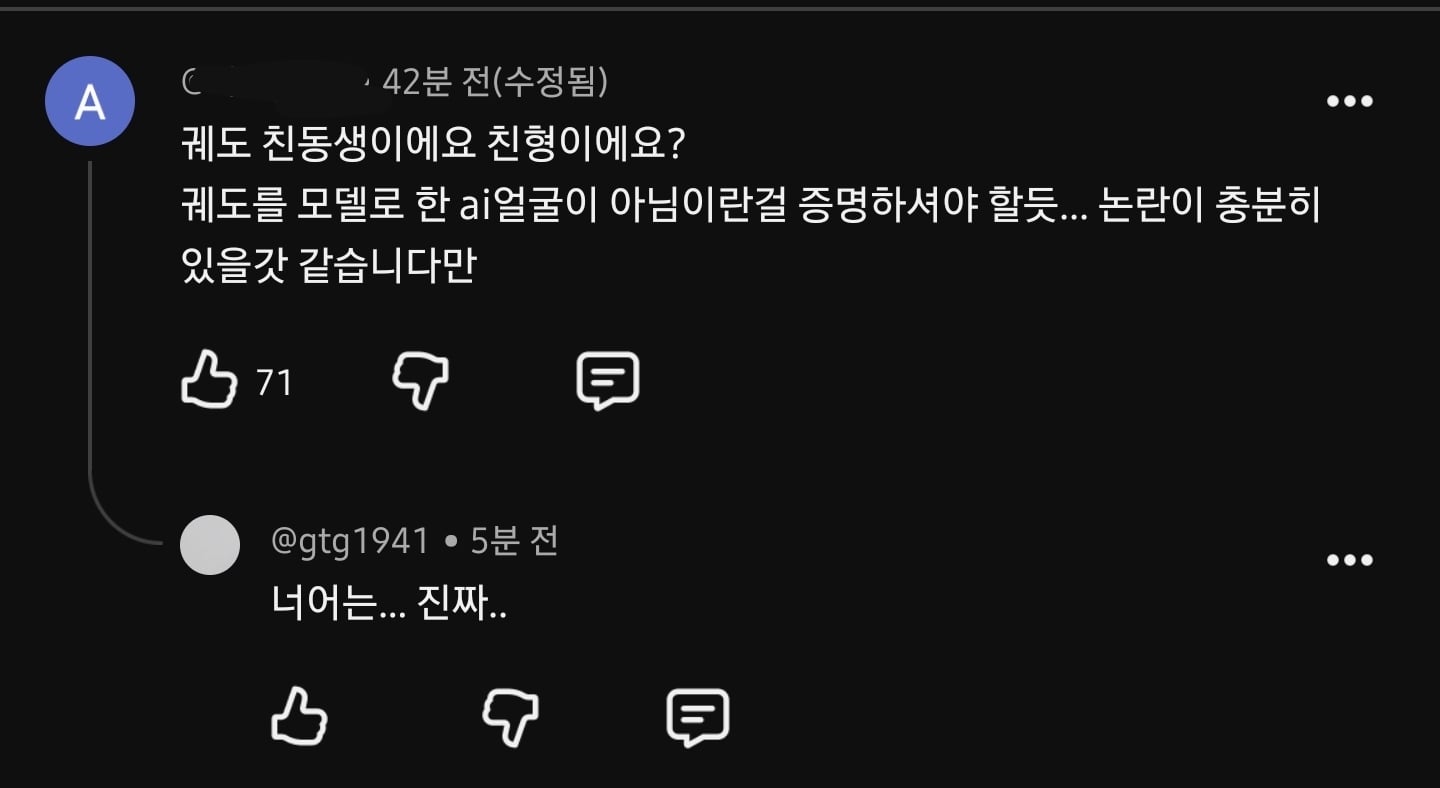 A
42분 전(수정됨)
궤도 친동생이에요 친형이에요?
궤도를 모델로 한 ai얼굴이 아님이란걸 증명하셔야 할듯... 논란이 충분히
있을갓 같습니다만
71
@gtg1941 • 5분 전
너어는... 진짜..